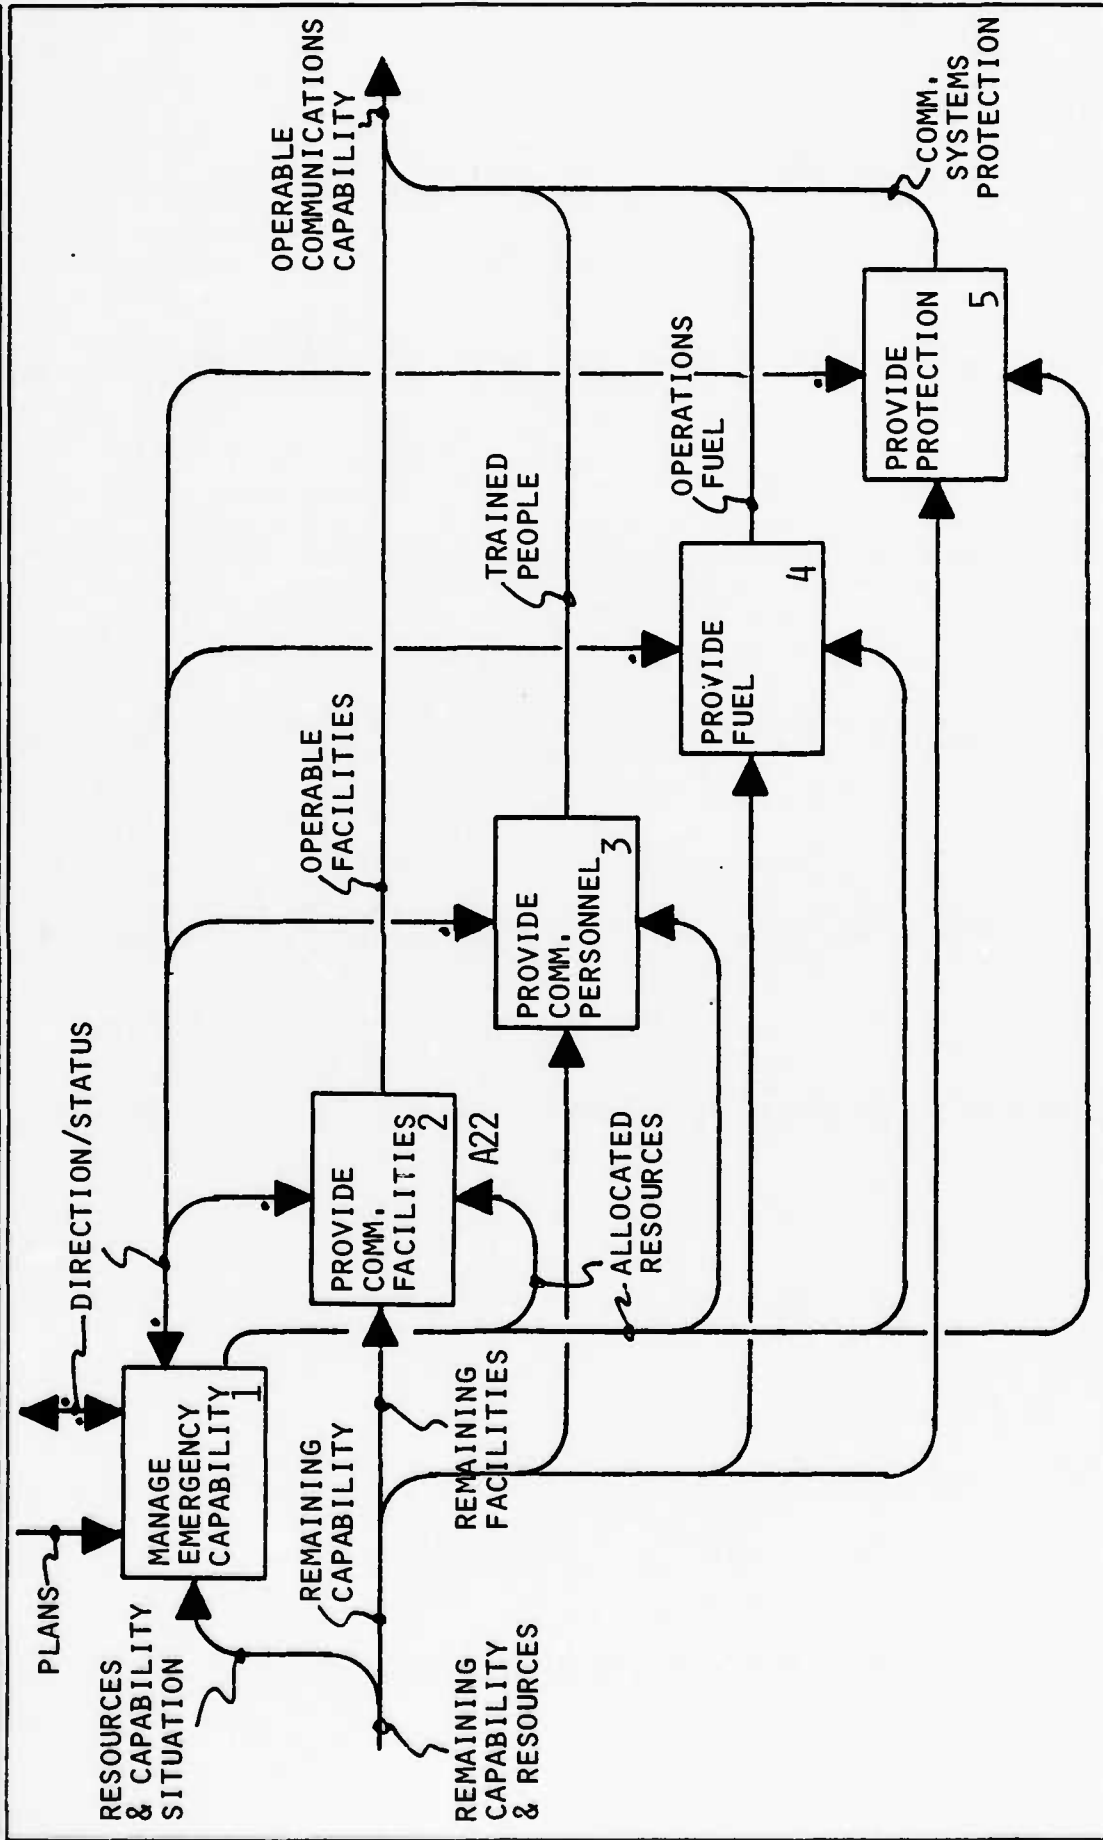 PLANS
DIRECTION/STATUS
RESOURCES
& CAPABILITY
SITUATION
MANAGE
EMERGENCY
CAPABILITY
1
REMAINING
CAPABILITY
REMAINING
CAPABILITY
& RESOURCES
REMAINING
FACILITIES
PROVIDE
COMM.
FACILITIES
2
A22
ALLOCATED
RESOURCES
OPERABLE
FACILITIES
PROVIDE
COMM.
PERSONNEL
3
TRAINED
PEOPLE
PROVIDE
FUEL
4
OPERATIONS
FUEL
PROVIDE
PROTECTION
5
OPERABLE
COMMUNICATIONS
CAPABILITY
COMM.
SYSTEMS
PROTECTION